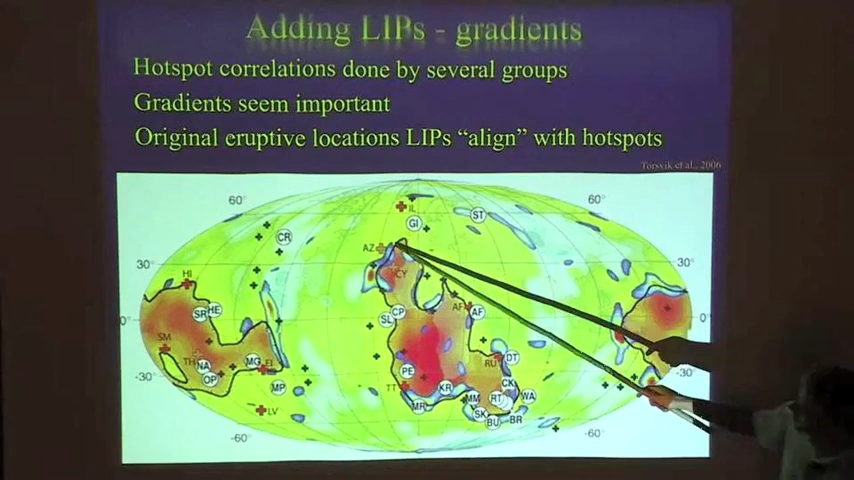 Adding LIPs - gradients
Hotspot correlations done by several groups
Gradients seem important
Original eruptive locations LIPs “align” with hotspots
Torsvik et al., 2006
60°
60°
IL
GI
ST
CR
AZ
30°
30°
HI
CY
SR
HE
AF
AF
SL
CP
0°
0°
SM
TH
NA
MG
EI
RU
DT
OP
PE
-30°
-30°
MP
TT
KR
CK
MR
MM
RT
WA
LV
SK
BU
BR
-60°
-60°